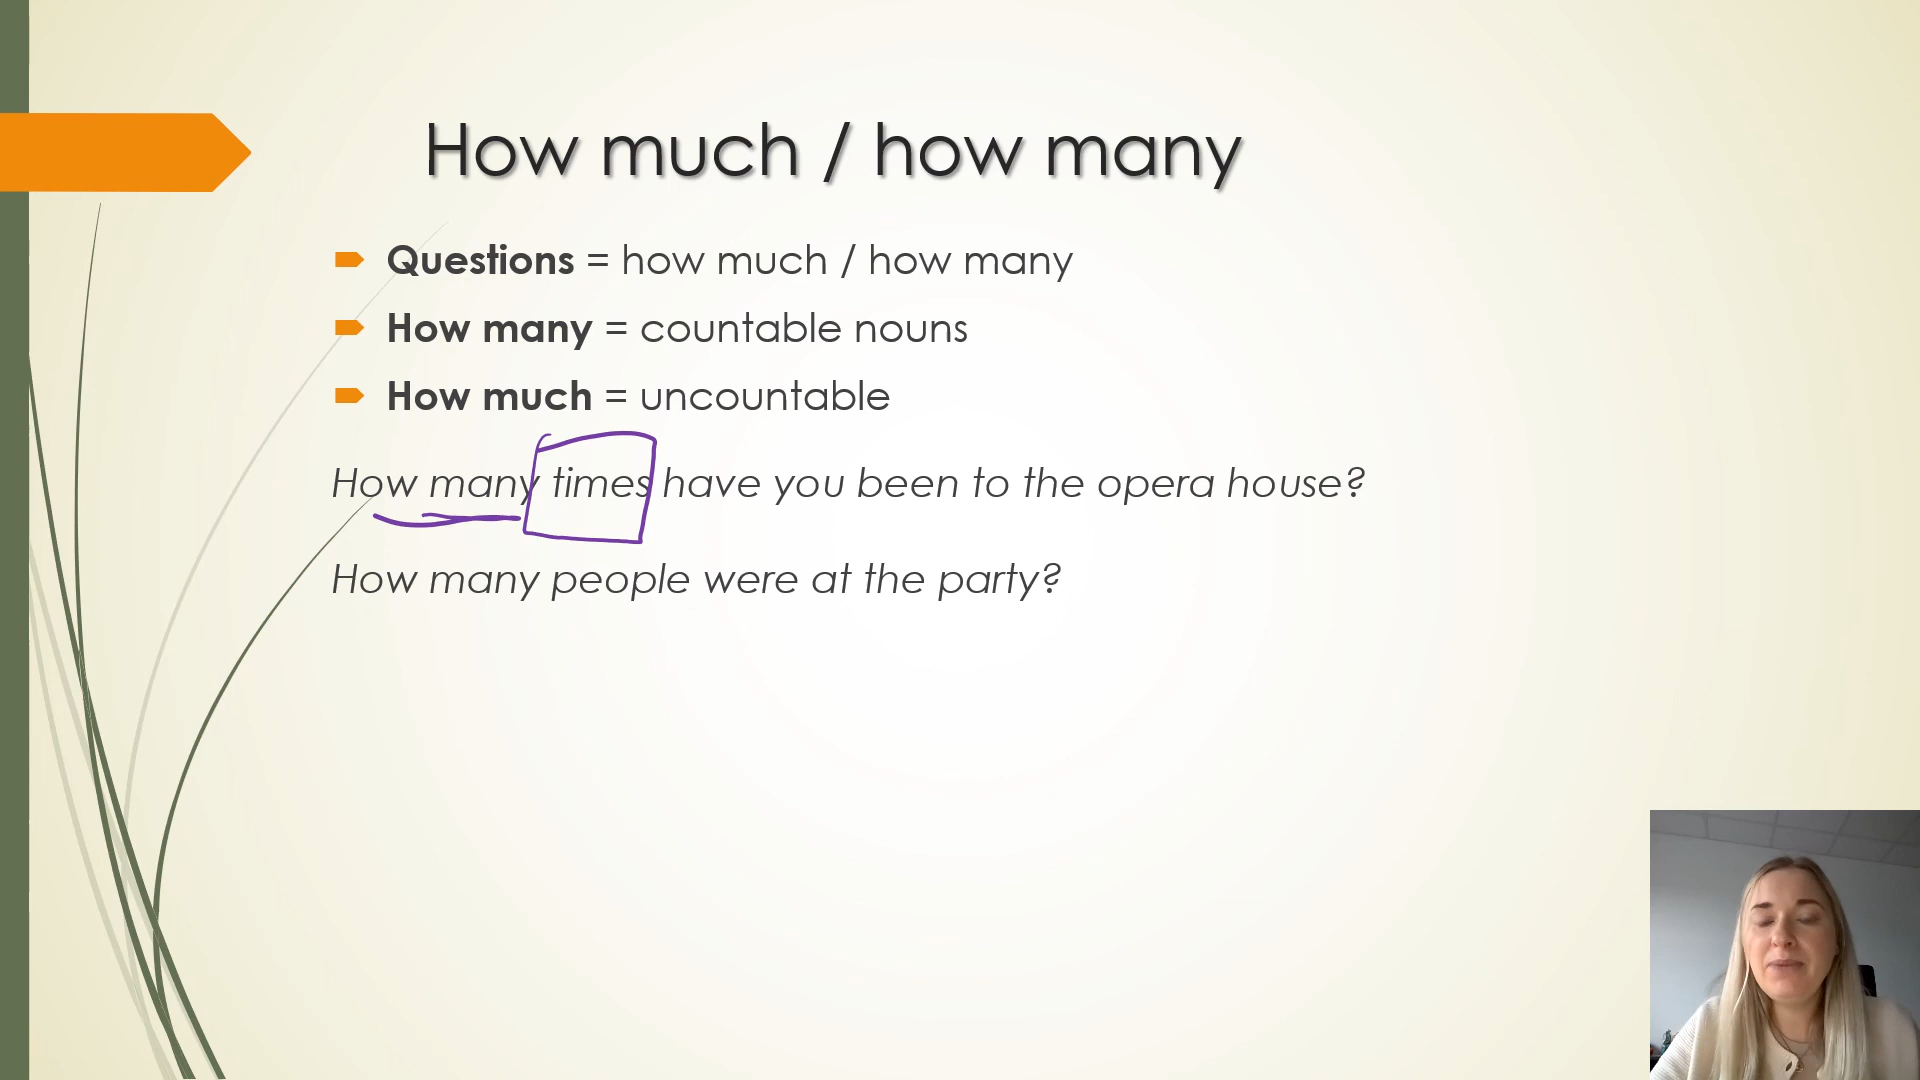 How much / how many
Questions = how much / how many
How many = countable nouns
How much = uncountable
How many times have you been to the opera house?
How many people were at the party?